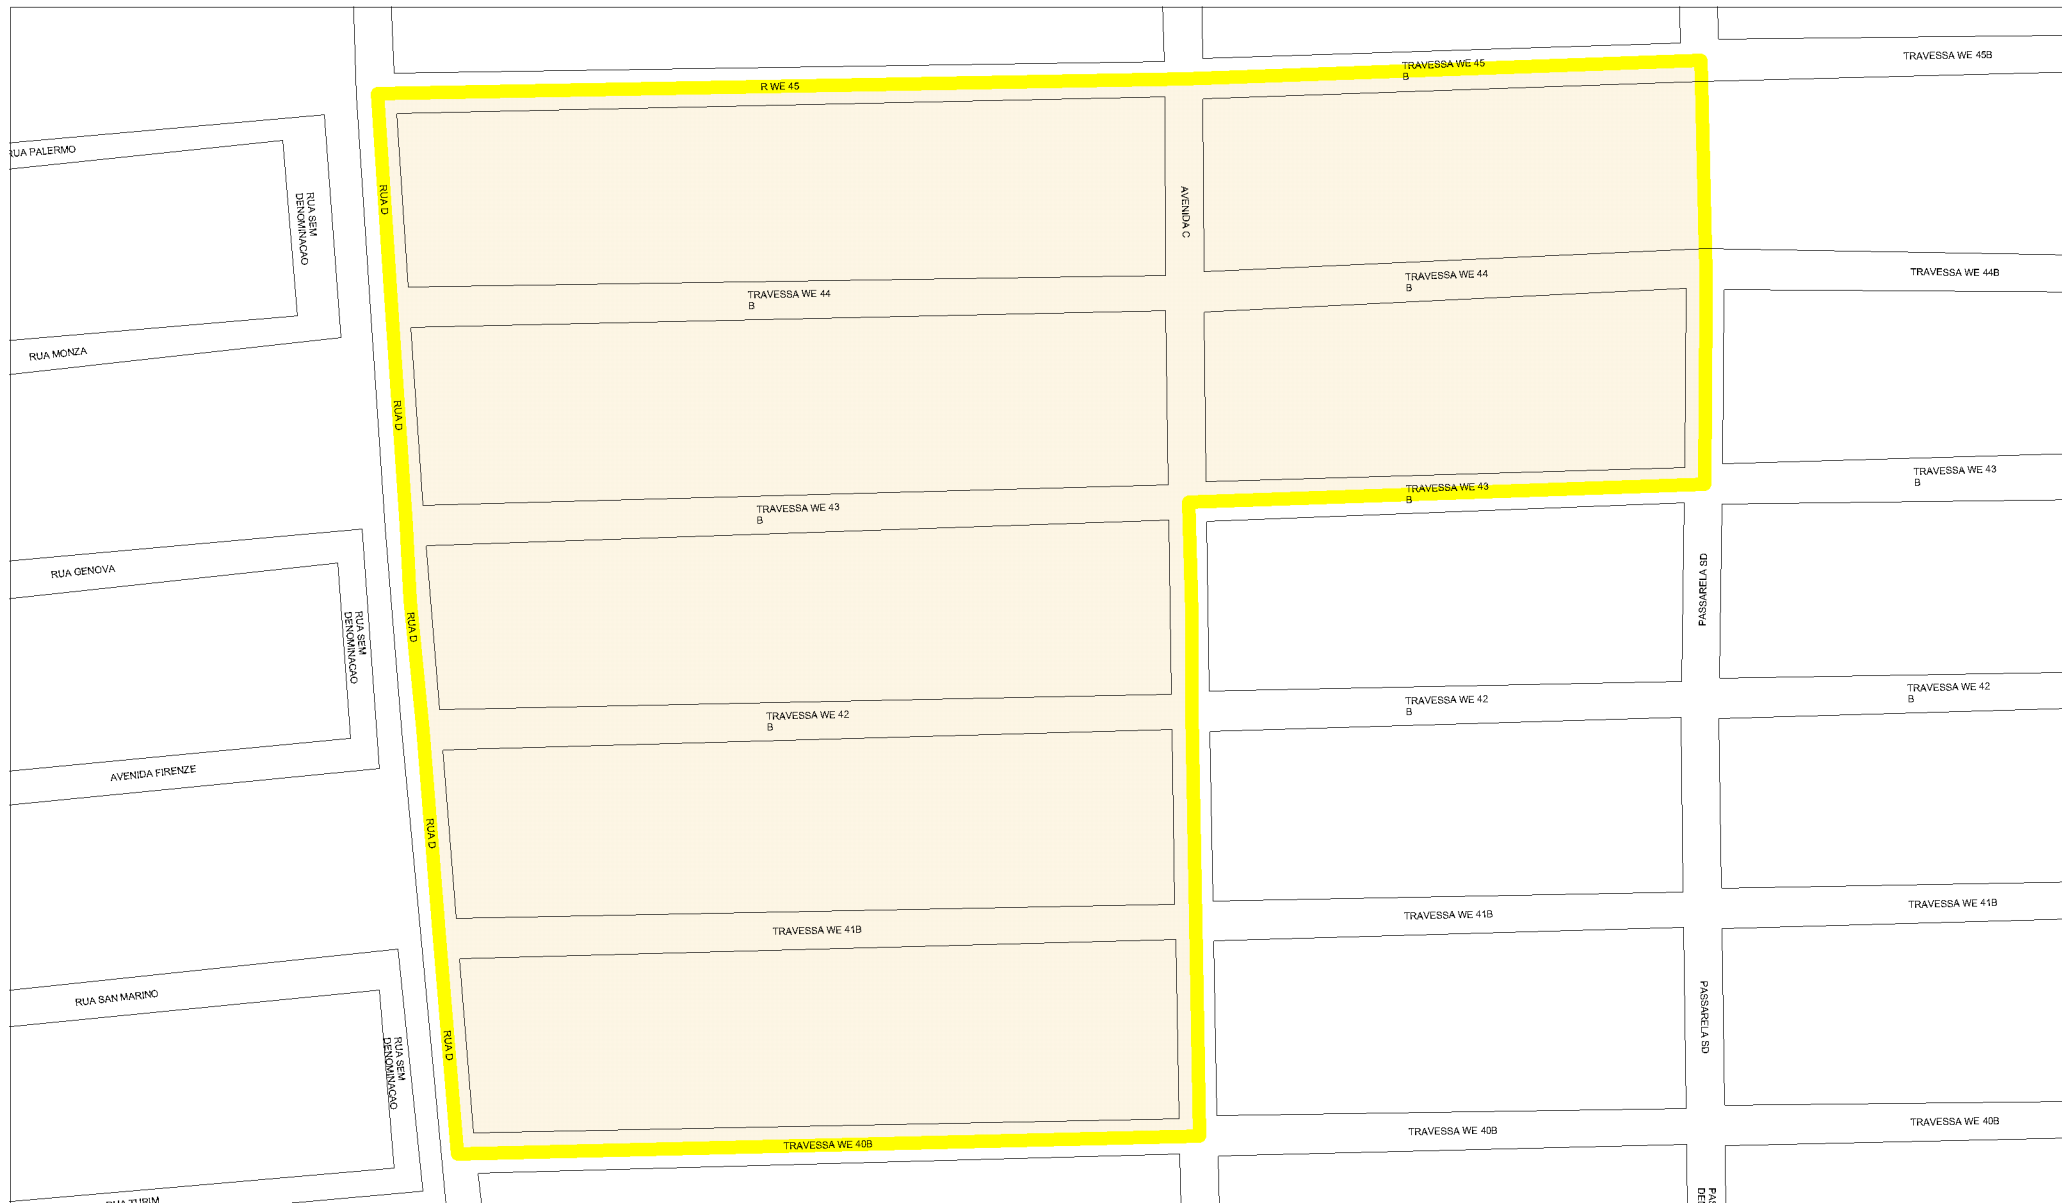 TRAVESSA WE 45B
TRAVESSA WE 45
B
R WE 45
RUA PALERMO
RUA D
RUA SEM
DENOMINACAO
AVENIDA C
TRAVESSA WE 44
B
TRAVESSA WE 44
B
TRAVESSA WE 44B
RUA MONZA
RUA D
TRAVESSA WE 43
B
TRAVESSA WE 43
B
TRAVESSA WE 43
B
RUA GENOVA
RUA D
RUA SEM
DENOMINACAO
PASSARELA SD
TRAVESSA WE 42
B
TRAVESSA WE 42
B
TRAVESSA WE 42
B
AVENIDA FIRENZE
RUA D
TRAVESSA WE 41B
TRAVESSA WE 41B
TRAVESSA WE 41B
RUA SAN MARINO
RUA D
RUA SEM
DENOMINACAO
PASSARELA SD
TRAVESSA WE 40B
TRAVESSA WE 40B
TRAVESSA WE 40B
RUA TURIM